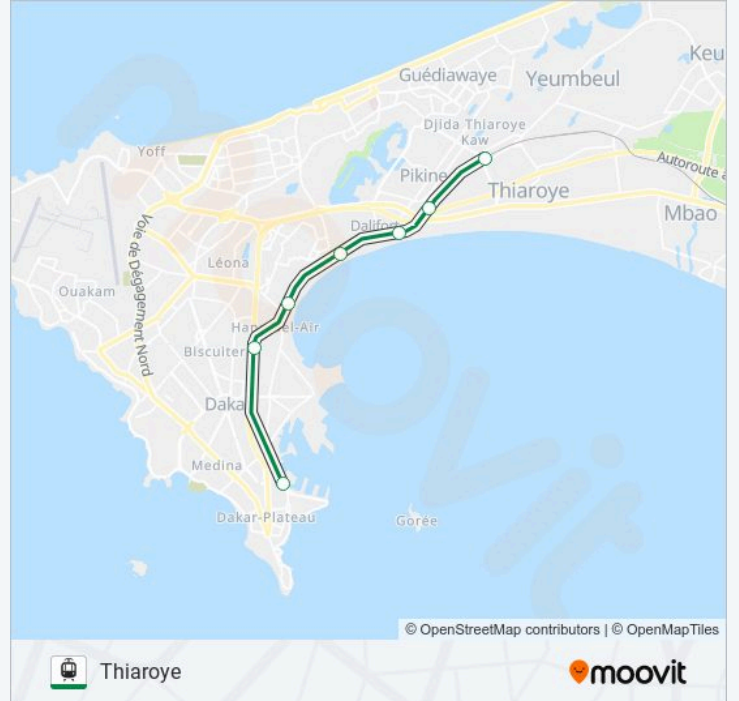 Keu
Guédiawaye
Yeumbeul
Djida Thiaroye
Kaw
Yoff
Autoroute à
Pikine
Thiaroye
Mbao
Dalifort
Voie de Dégagement Nord
Léona
Ouakam
Hann Bel-Air
Biscuiterie
Dakar
Medina
Dakar-Plateau
Gorée
moovit
© OpenStreetMap contributors | © OpenMapTiles
Thiaroye
moovit